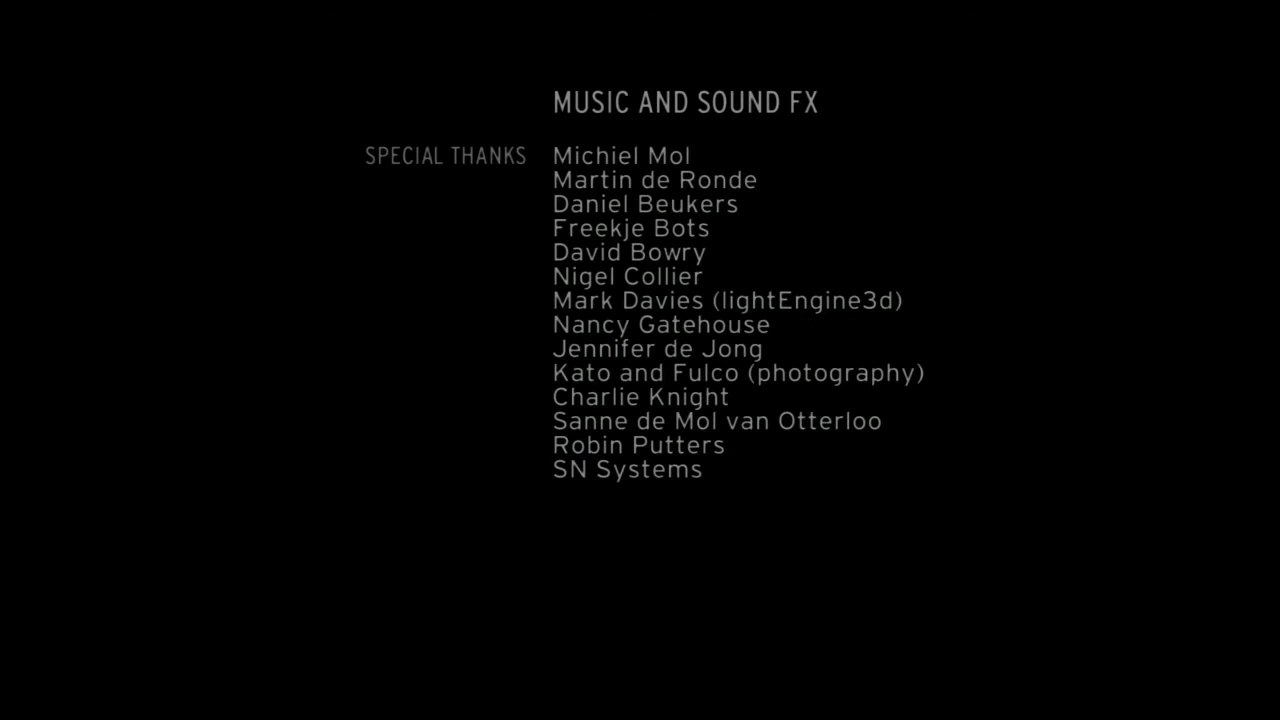 MUSIC AND SOUND FX
SPECIAL THANKS Michiel Mol
Martin de Ronde
Daniel Beukers
Freekje Bots
David Bowry
Nigel Collier
Mark Davies (lightEngine3d)
Nancy Gatehouse
Jennifer de Jong
Kato and Fulco (photography)
Charlie Knight
Sanne de Mol van Otterloo
Robin Putters
SN Systems